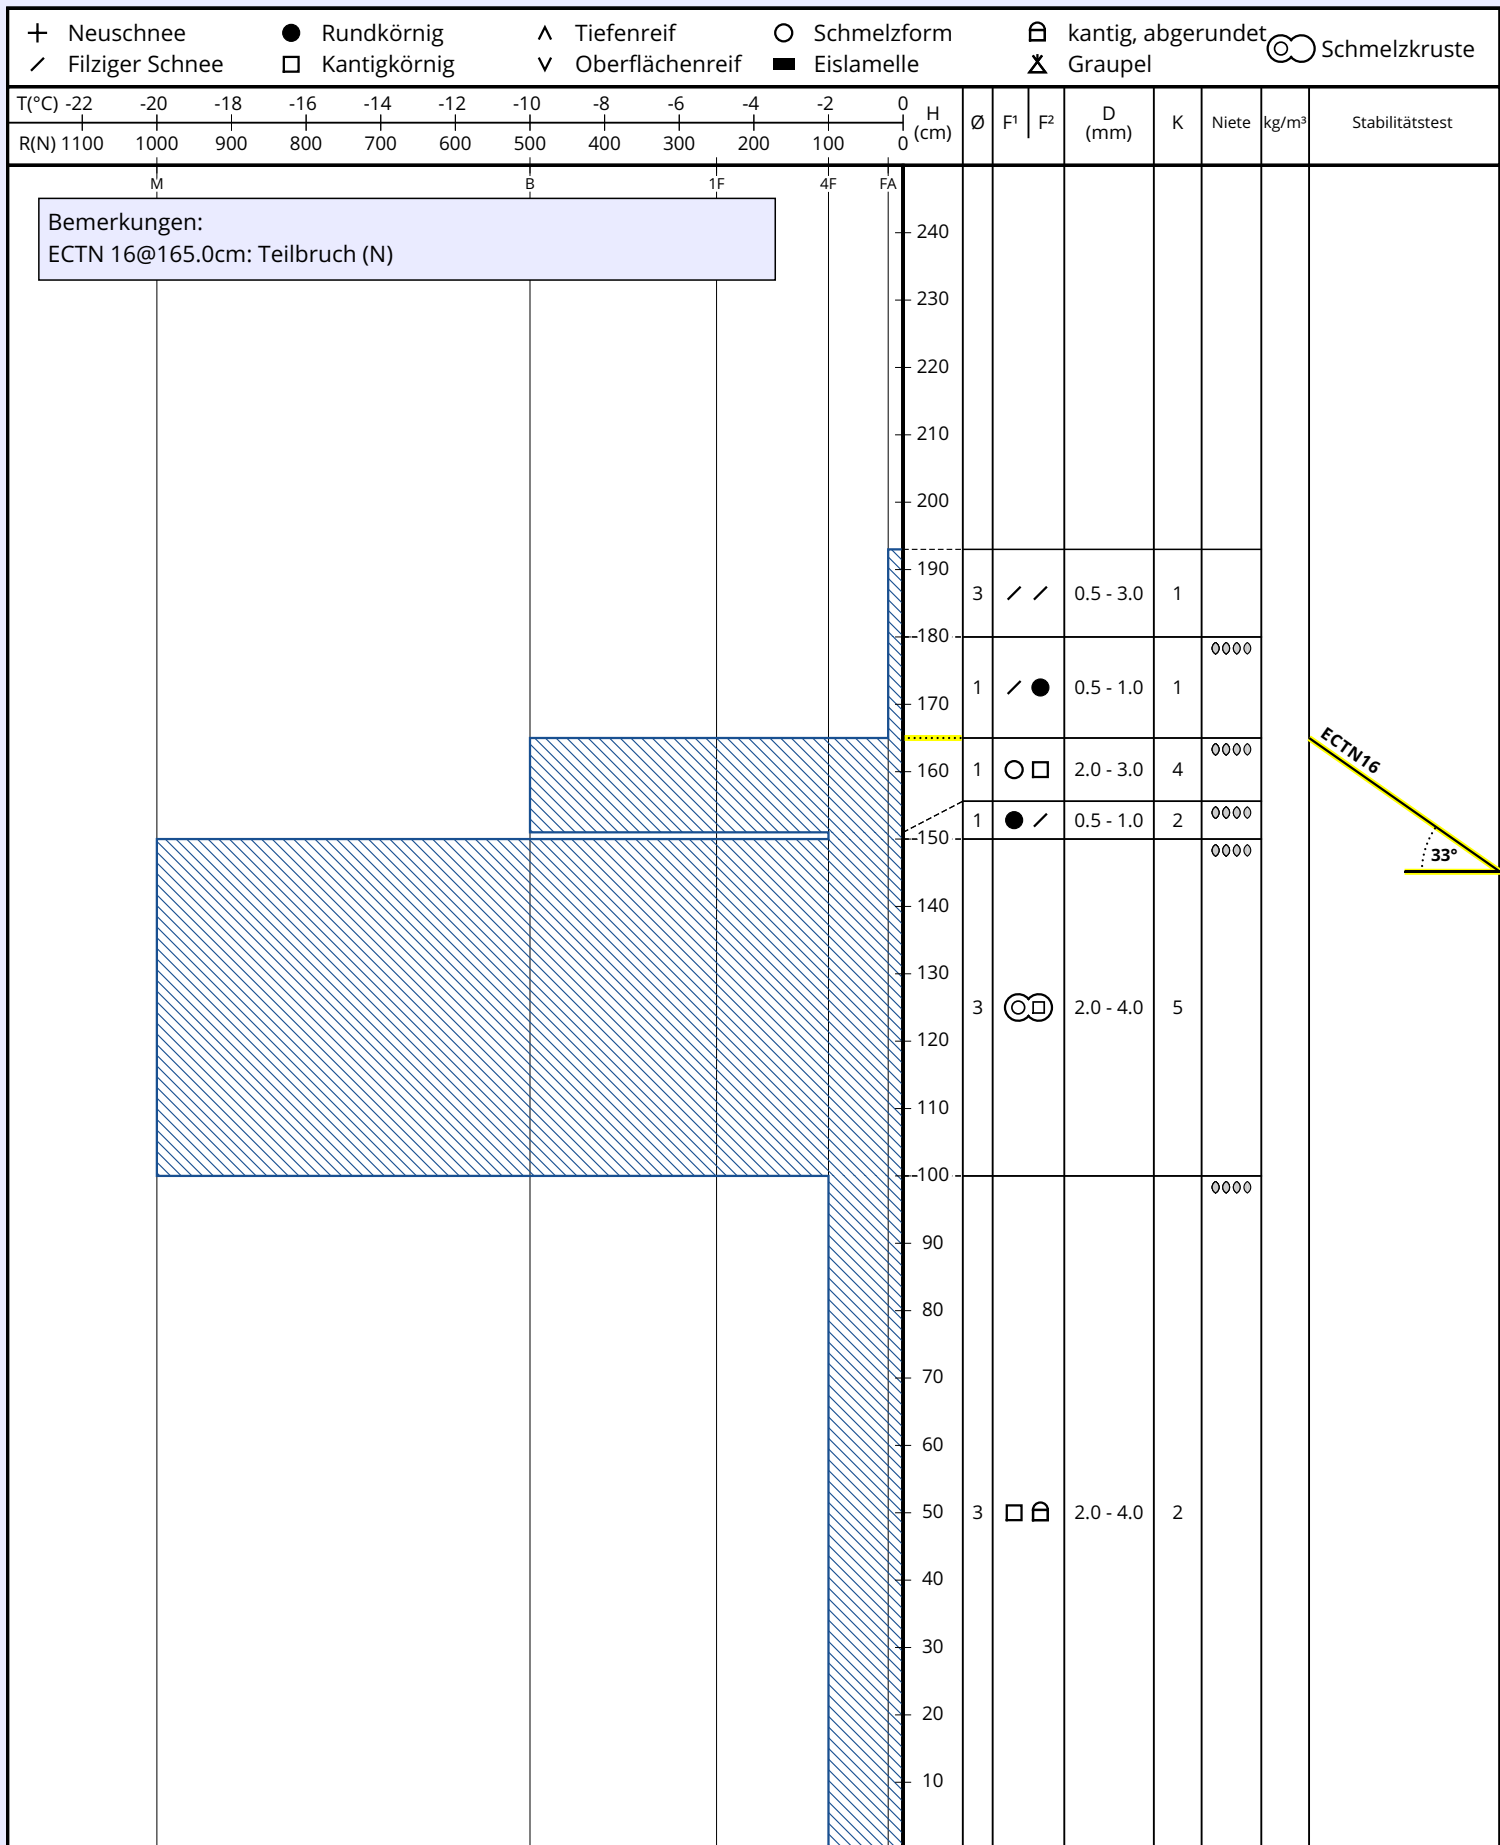 Neuschnee Rundkörnig Tiefenreif Schmelzform kantig, abgerundet Schmelzkruste
Filziger Schnee Kantigkörnig Oberflächenreif Eislamelle Graupel
T(°C) -22 -20 -18 -16 -14 -12 -10 -8 -6 -4 -2 0
R(N) 1100 1000 900 800 700 600 500 400 300 200 100 0
H (cm) Ø F¹ F² D (mm) K Niete kg/m³ Stabilitätstest
M B 1F 4F FA
Bemerkungen:
ECTN 16@165.0cm: Teilbruch (N)
240
230
220
210
200
190
3 0.5 - 3.0 1
180
1 0.5 - 1.0 1
170
ECTN16
160
1 2.0 - 3.0 4
1 0.5 - 1.0 2
150
33°
140
130
3 2.0 - 4.0 5
120
110
100
90
80
70
60
50
3 2.0 - 4.0 2
40
30
20
10